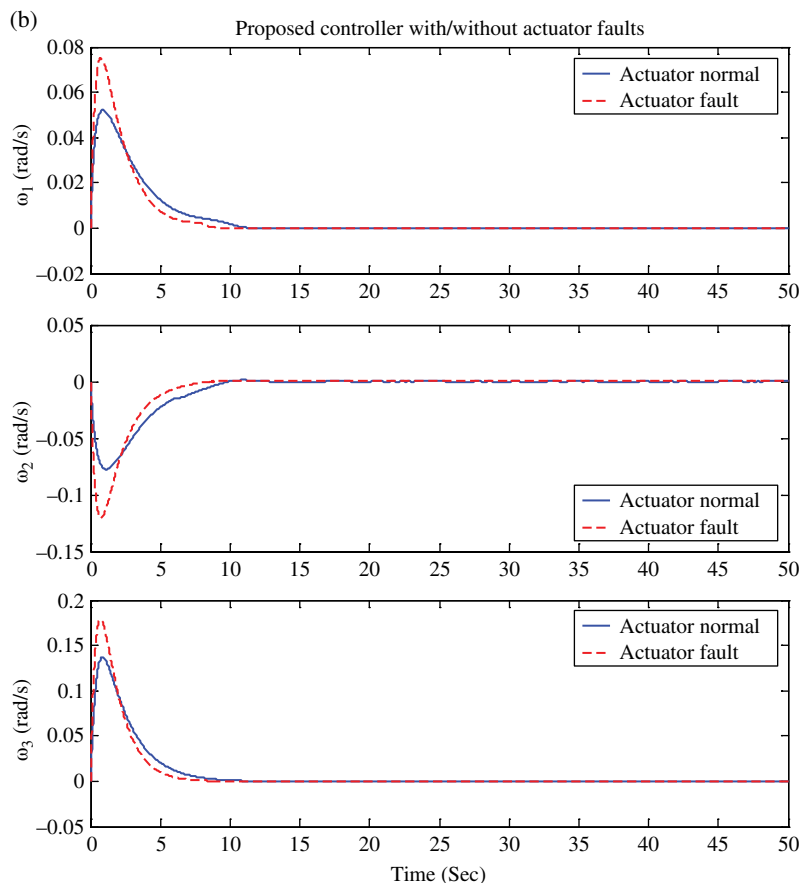 (b)
Proposed controller with/without actuator faults
0.08
0.06
0.04
0.02
0
−0.02
ω1 (rad/s)
Actuator normal
Actuator fault
0 5 10 15 20 25 30 35 40 45 50
0.05
0
−0.05
−0.1
−0.15
ω2 (rad/s)
Actuator normal
Actuator fault
0 5 10 15 20 25 30 35 40 45 50
0.2
0.15
0.1
0.05
0
−0.05
ω3 (rad/s)
Actuator normal
Actuator fault
0 5 10 15 20 25 30 35 40 45 50
Time (Sec)